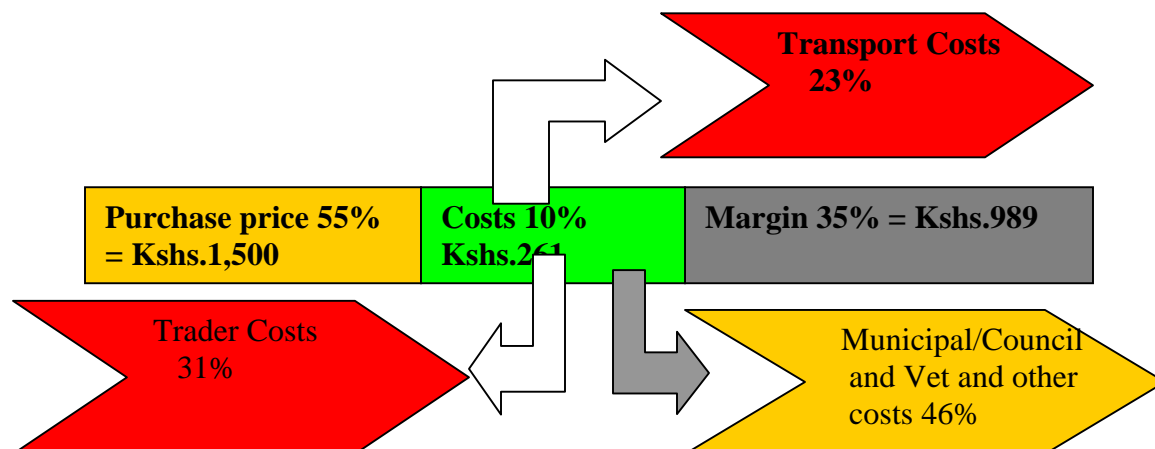 Transport Costs
23%
Purchase price 55%
= Kshs.1,500
Costs 10%
Kshs.261
Margin 35% = Kshs.989
Trader Costs
31%
Municipal/Council
and Vet and other
costs 46%